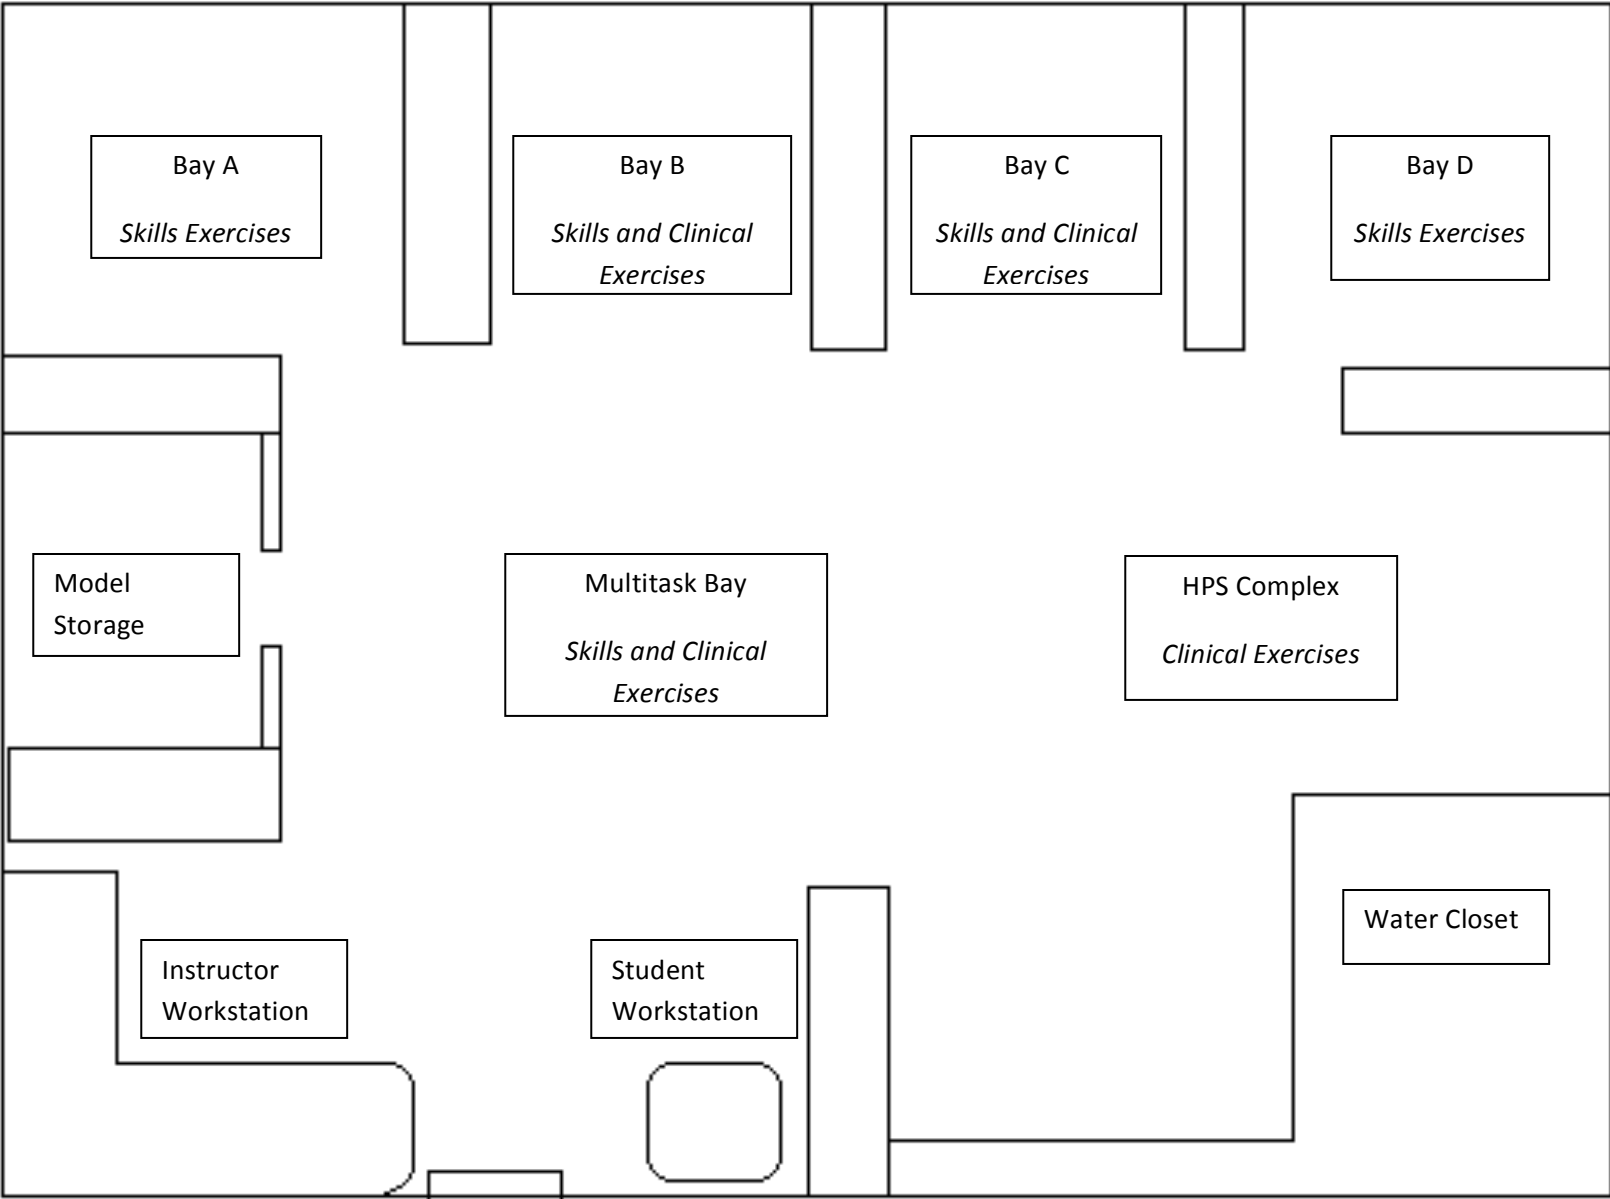 Bay A
Skills Exercises
Bay B
Skills and Clinical
Exercises
Bay C
Skills and Clinical
Exercises
Bay D
Skills Exercises
Model
Storage
Multitask Bay
Skills and Clinical
Exercises
HPS Complex
Clinical Exercises
Water Closet
Instructor
Workstation
Student
Workstation